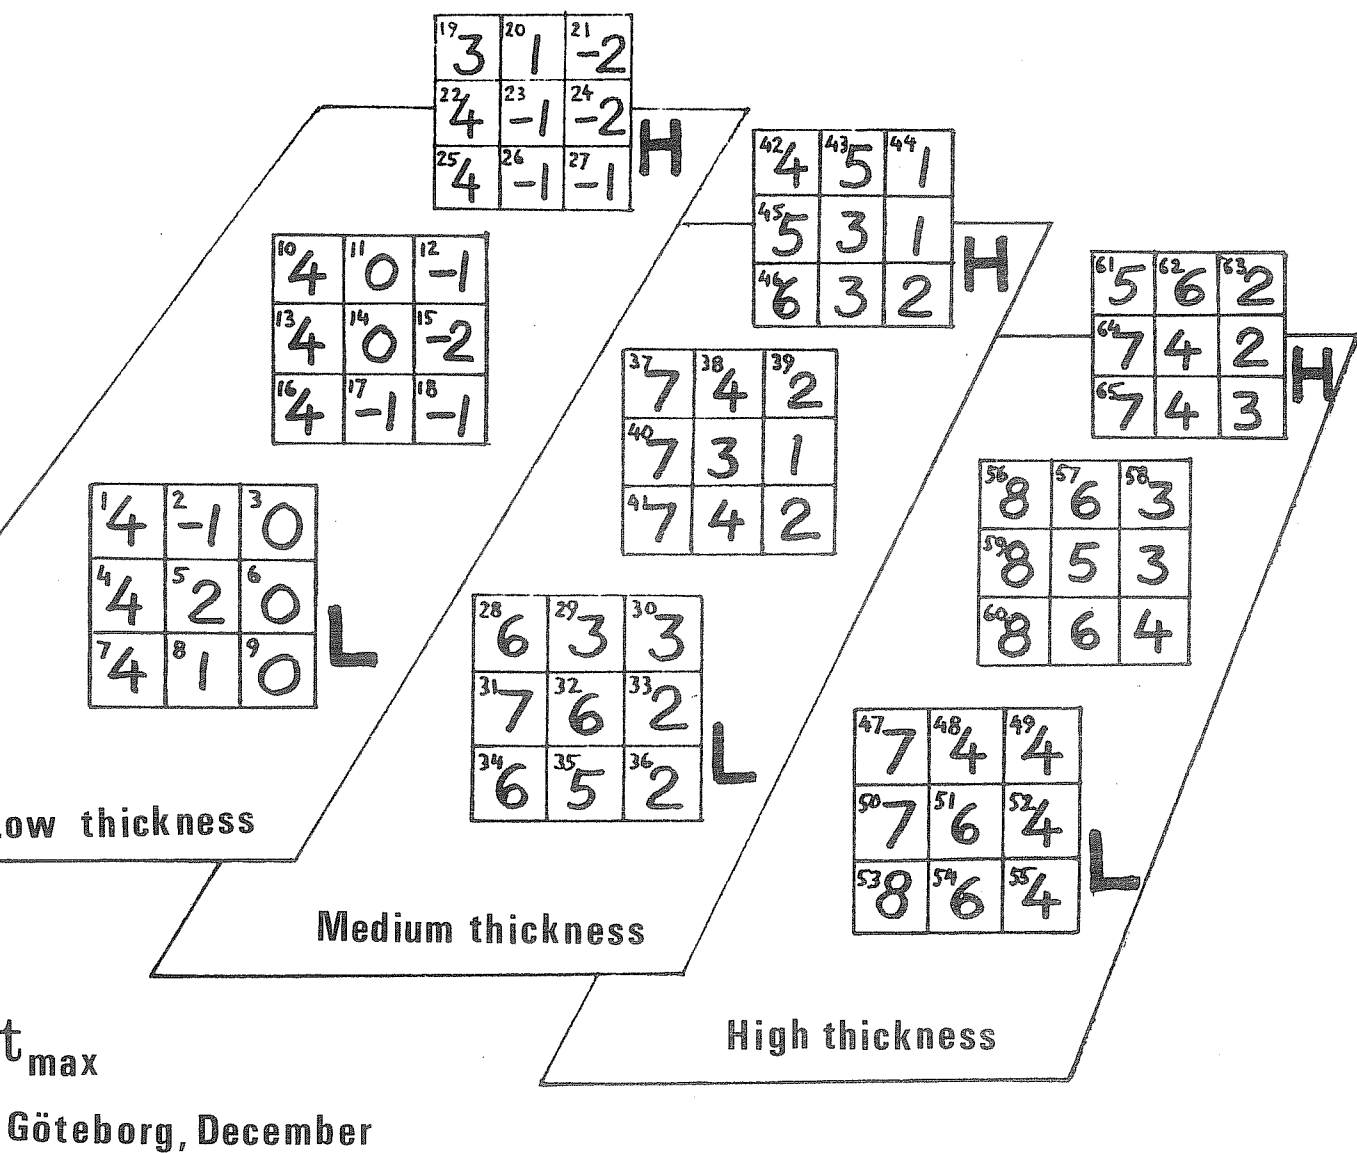 19 3 20 1 21 -2
22 4 23 -1 24 -2
25 4 26 -1 27 -1
H
10 4 11 0 12 -1
13 4 14 0 15 -2
16 4 17 -1 18 -1
1 4 2 -1 3 0
4 4 5 2 6 0
7 4 8 1 9 0
L
Low thickness
42 4 43 5 44 1
45 5 3 1
46 6 3 2
H
37 7 38 4 39 2
40 7 3 1
41 7 4 2
28 6 29 3 30 3
31 7 32 6 33 2
34 6 35 5 36 2
L
Medium thickness
61 5 62 6 63 2
64 7 4 2
65 7 4 3
H
56 8 57 6 58 3
59 8 5 3
60 8 6 4
47 7 48 4 49 4
50 7 51 6 52 4
53 8 54 6 55 4
L
High thickness
tmax
Göteborg, December